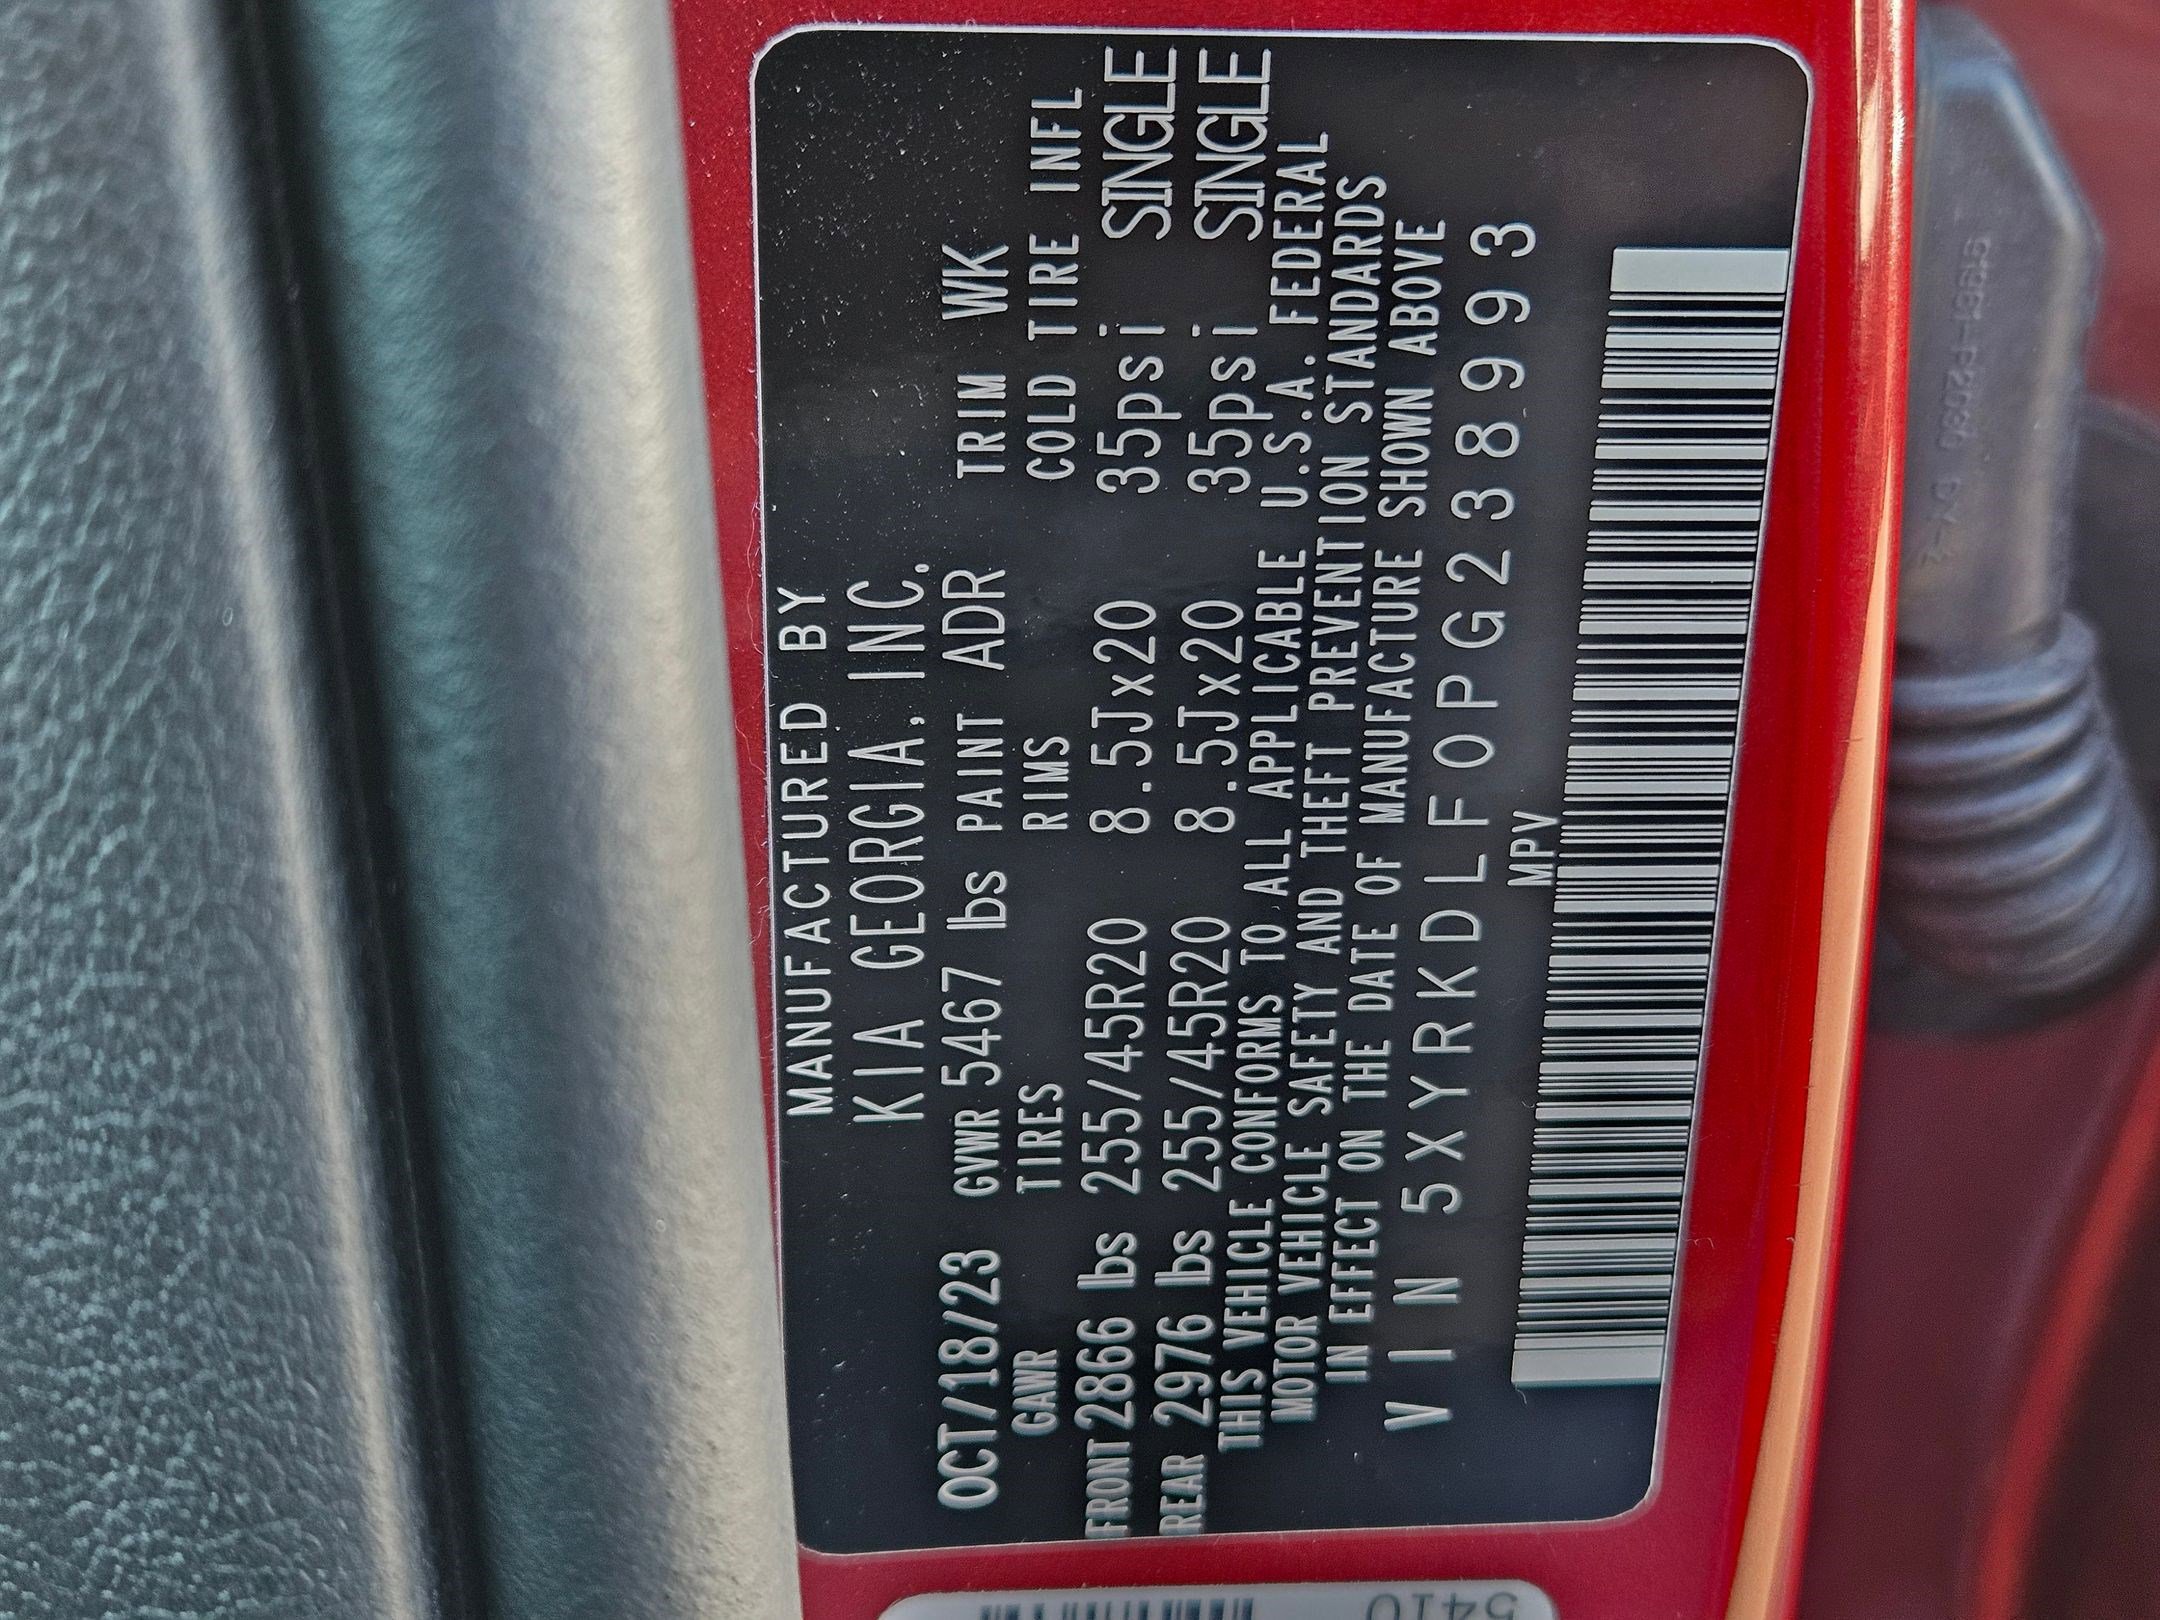 MANUFACTURED BY
KIA GEORGIA, INC.
OCT/18/23 GVWR 5467 lbs PAINT ADR TRIM WK
GAWR TIRES RIMS COLD TIRE INFL
FRONT 2866 lbs 255/45R20 8.5Jx20 35psi SINGLE
REAR 2976 lbs 255/45R20 8.5Jx20 35psi SINGLE
THIS VEHICLE CONFORMS TO ALL APPLICABLE U.S.A. FEDERAL
MOTOR VEHICLE SAFETY AND THEFT PREVENTION STANDARDS
IN EFFECT ON THE DATE OF MANUFACTURE SHOWN ABOVE
VIN 5XYRKDLF0PG238993
MPV
5410